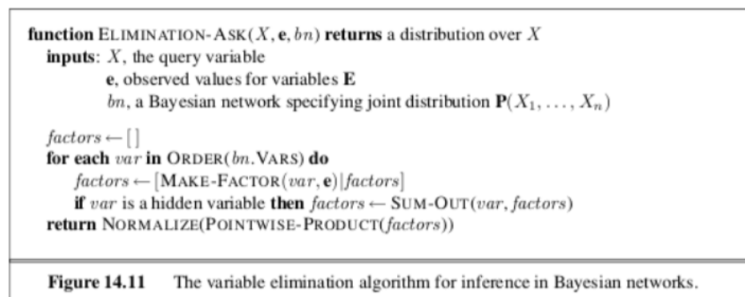 function ELIMINATION-ASK(X, e, bn) returns a distribution over X
inputs: X, the query variable
e, observed values for variables E
bn, a Bayesian network specifying joint distribution P(X₁, . . . , Xₙ)
factors ← [ ]
for each var in ORDER(bn.VARS) do
factors ← [MAKE-FACTOR(var, e)|factors]
if var is a hidden variable then factors ← SUM-OUT(var, factors)
return NORMALIZE(POINTWISE-PRODUCT(factors))
Figure 14.11 The variable elimination algorithm for inference in Bayesian networks.